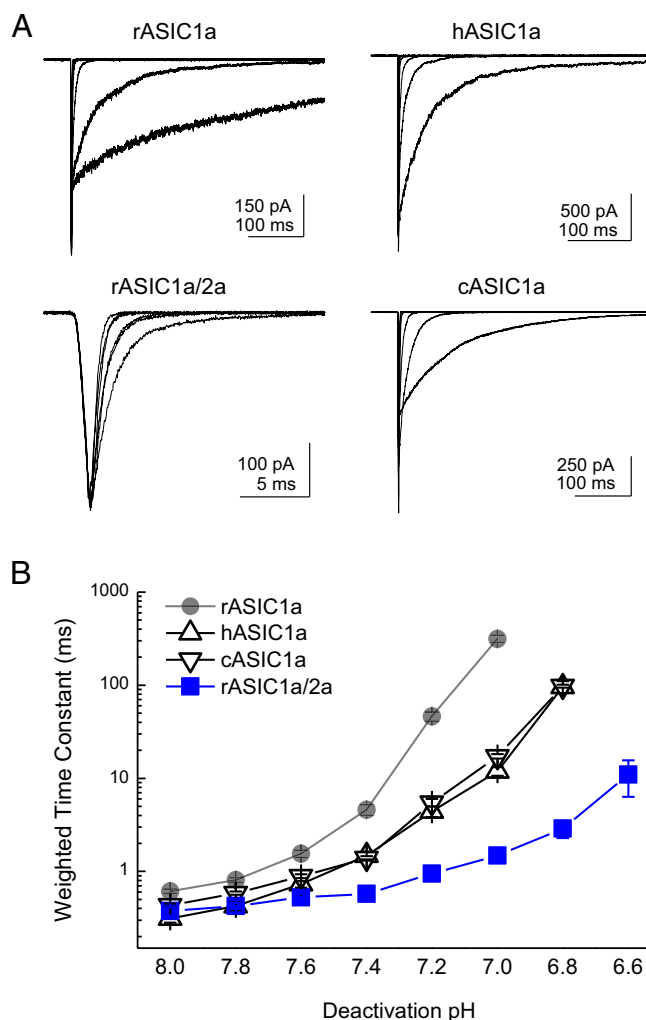 A
rASIC1a
hASIC1a
150 pA
100 ms
500 pA
100 ms
rASIC1a/2a
cASIC1a
100 pA
5 ms
250 pA
100 ms
B
Weighted Time Constant (ms)
1000
100
10
1
rASIC1a
hASIC1a
cASIC1a
rASIC1a/2a
8.0 7.8 7.6 7.4 7.2 7.0 6.8 6.6
Deactivation pH